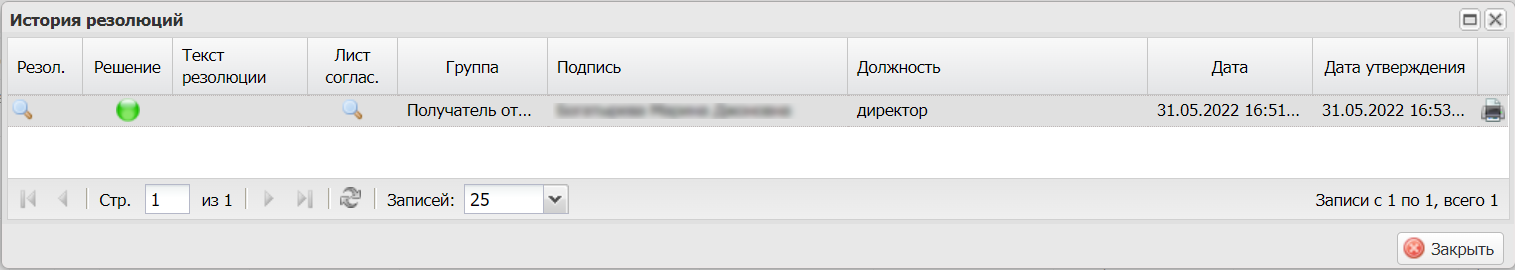 История резолюций
Резол. Решение Текст резолюции Лист соглас. Группа Подпись Должность Дата Дата утверждения
Получатель от... директор 31.05.2022 16:51... 31.05.2022 16:53...
Стр. 1 из 1 Записей: 25 Записи с 1 по 1, всего 1
Закрыть